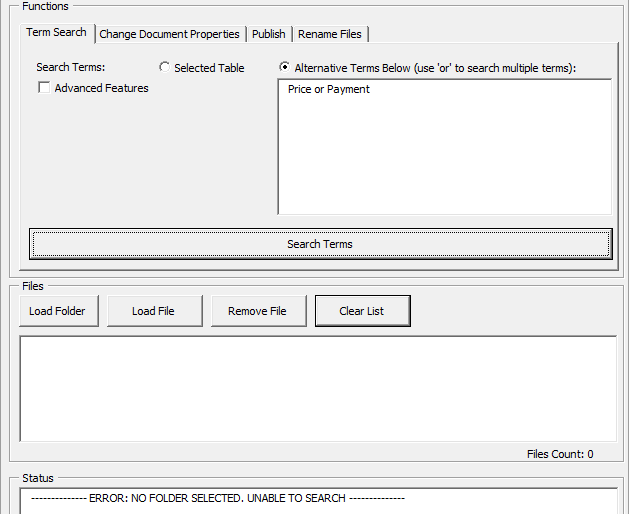 Functions
Term Search Change Document Properties Publish Rename Files
Search Terms: Selected Table Alternative Terms Below (use 'or' to search multiple terms):
Advanced Features
Price or Payment
Search Terms
Files
Load Folder Load File Remove File Clear List
Files Count: 0
Status
-------------- ERROR: NO FOLDER SELECTED. UNABLE TO SEARCH --------------